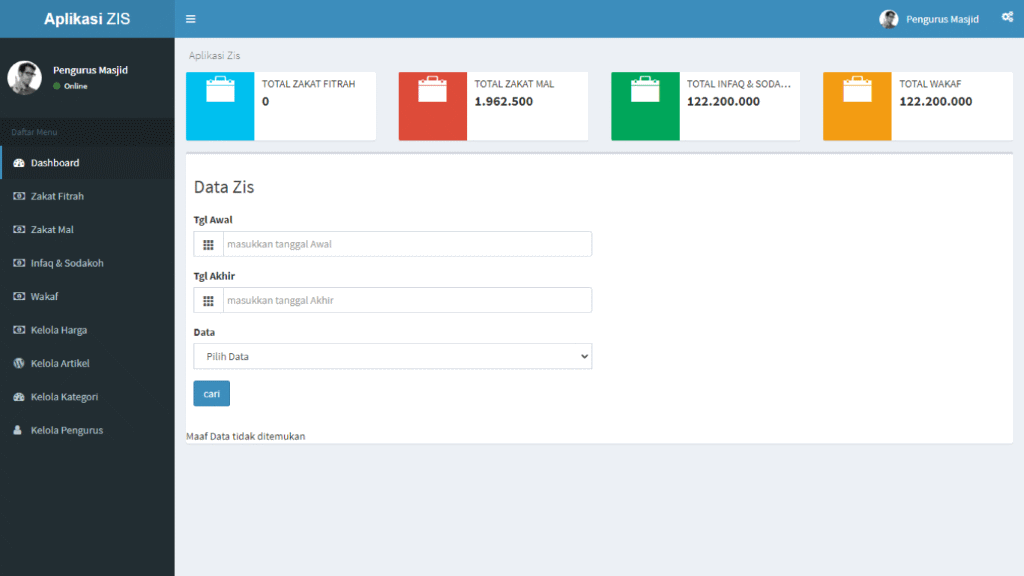 Aplikasi ZIS
Pengurus Masjid
Pengurus Masjid
Online
Daftar Menu
Dashboard
Zakat Fitrah
Zakat Mal
Infaq & Sodakoh
Wakaf
Kelola Harga
Kelola Artikel
Kelola Kategori
Kelola Pengurus
Aplikasi Zis
TOTAL ZAKAT FITRAH
0
TOTAL ZAKAT MAL
1.962.500
TOTAL INFAQ & SODA...
122.200.000
TOTAL WAKAF
122.200.000
Data Zis
Tgl Awal
masukkan tanggal Awal
Tgl Akhir
masukkan tanggal Akhir
Data
Pilih Data
cari
Maaf Data tidak ditemukan